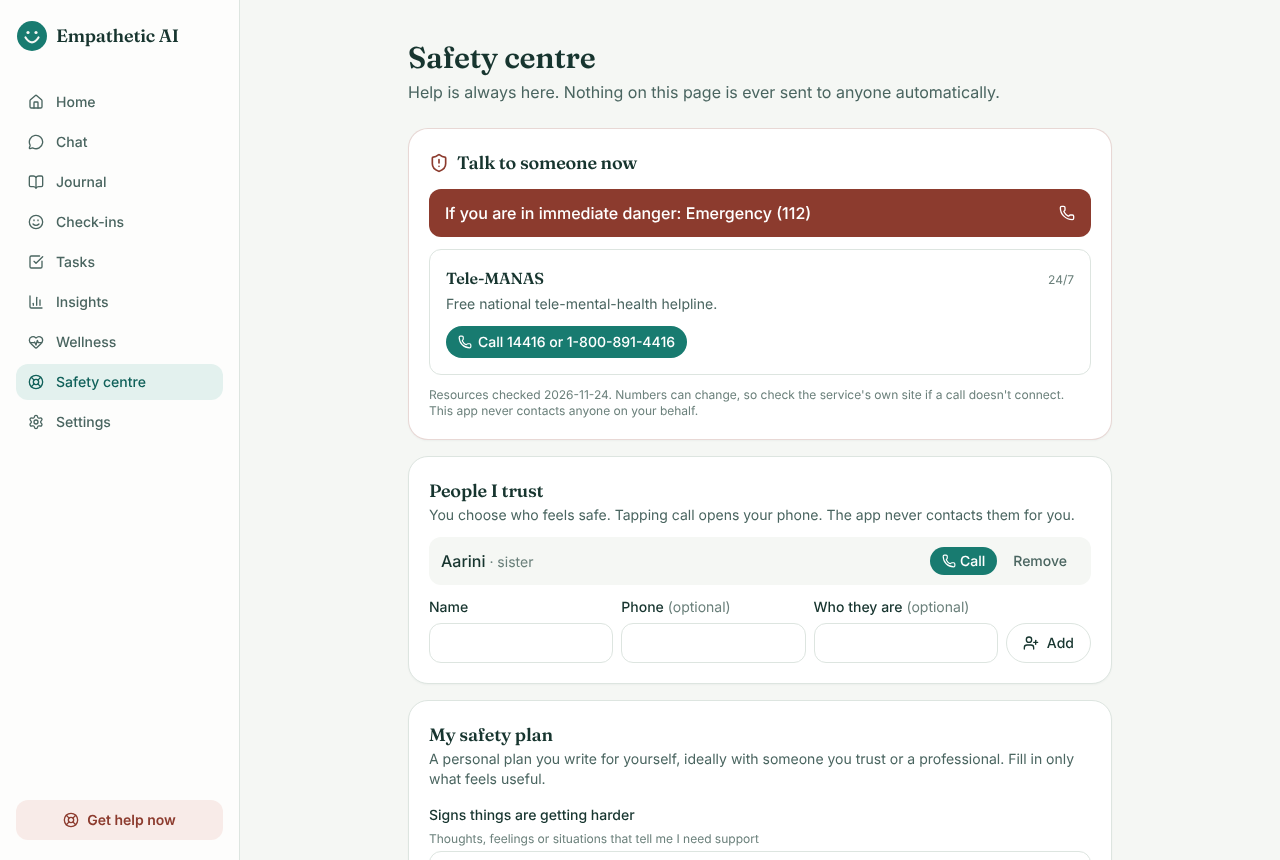 Empathetic AI
Home
Chat
Journal
Check-ins
Tasks
Insights
Wellness
Safety centre
Settings
Get help now
Safety centre
Help is always here. Nothing on this page is ever sent to anyone automatically.
Talk to someone now
If you are in immediate danger: Emergency (112)
Tele-MANAS
24/7
Free national tele-mental-health helpline.
Call 14416 or 1-800-891-4416
Resources checked 2026-11-24. Numbers can change, so check the service's own site if a call doesn't connect.
This app never contacts anyone on your behalf.
People I trust
You choose who feels safe. Tapping call opens your phone. The app never contacts them for you.
Aarini · sister
Call
Remove
Name
Phone (optional)
Who they are (optional)
Add
My safety plan
A personal plan you write for yourself, ideally with someone you trust or a professional. Fill in only
what feels useful.
Signs things are getting harder
Thoughts, feelings or situations that tell me I need support